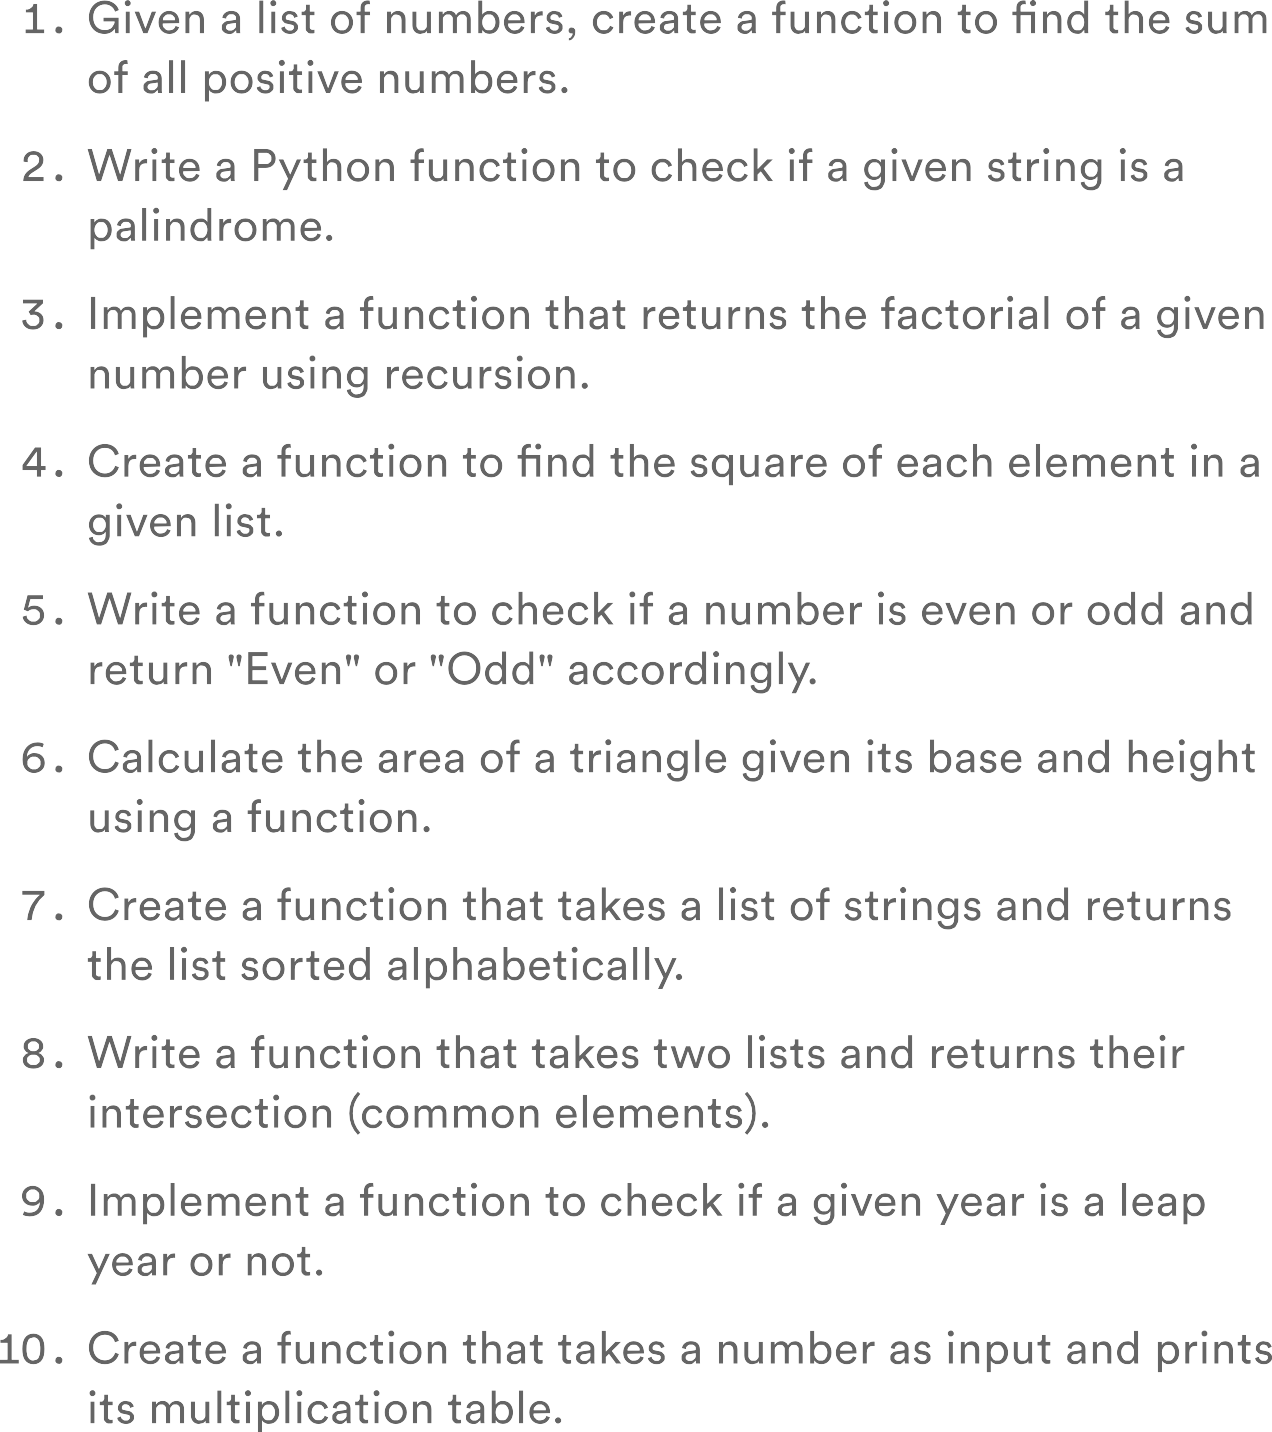 1. Given a list of numbers, create a function to find the sum
of all positive numbers.
2. Write a Python function to check if a given string is a
palindrome.
3. Implement a function that returns the factorial of a given
number using recursion.
4. Create a function to find the square of each element in a
given list.
5. Write a function to check if a number is even or odd and
return "Even" or "Odd" accordingly.
6. Calculate the area of a triangle given its base and height
using a function.
7. Create a function that takes a list of strings and returns
the list sorted alphabetically.
8. Write a function that takes two lists and returns their
intersection (common elements).
9. Implement a function to check if a given year is a leap
year or not.
10. Create a function that takes a number as input and prints
its multiplication table.